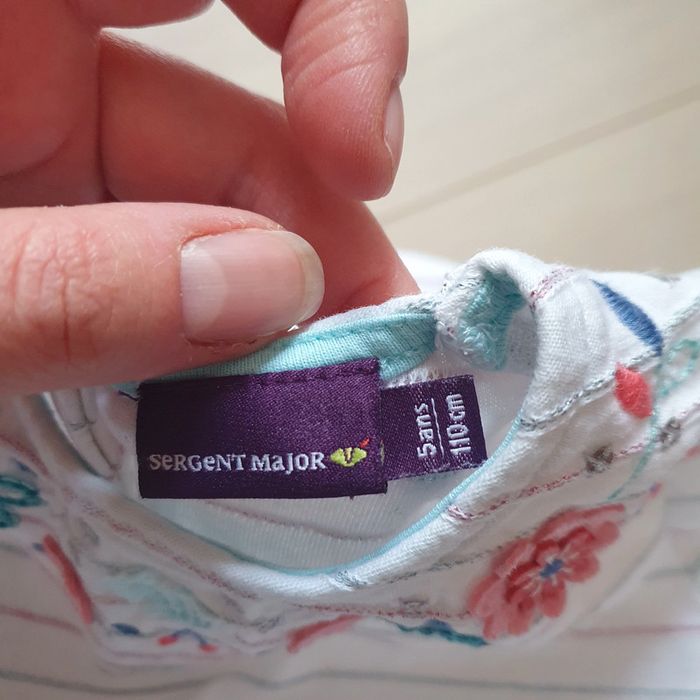 SeRGeNT MaJoR
5ans
110cm